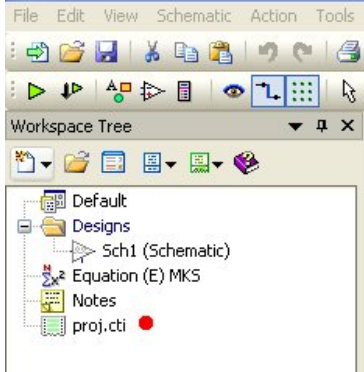 File Edit View Schematic Action Tools
Workspace Tree
Default
Designs
Sch1 (Schematic)
Equation (E) MKS
Notes
proj.cti